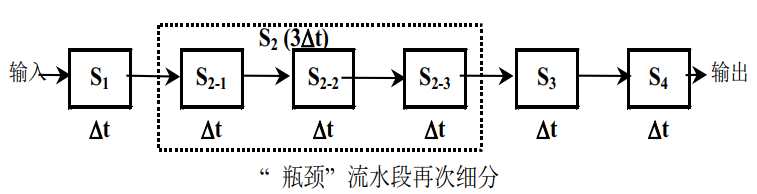 S2 (3Δt)
输入 S1 S2-1 S2-2 S2-3 S3 S4 输出
Δt Δt Δt Δt Δt Δt
“ 瓶颈” 流水段再次细分